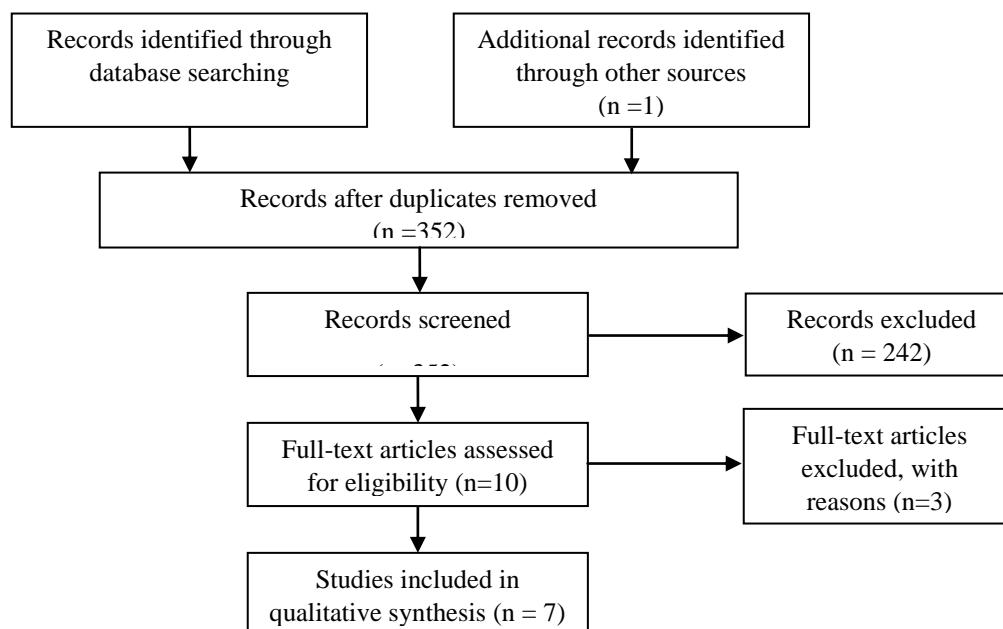 Records identified through
database searching
Additional records identified
through other sources
(n =1)
Records after duplicates removed
(n =352)
Records screened
Records excluded
(n = 242)
Full-text articles assessed
for eligibility (n=10)
Full-text articles
excluded, with
reasons (n=3)
Studies included in
qualitative synthesis (n = 7)